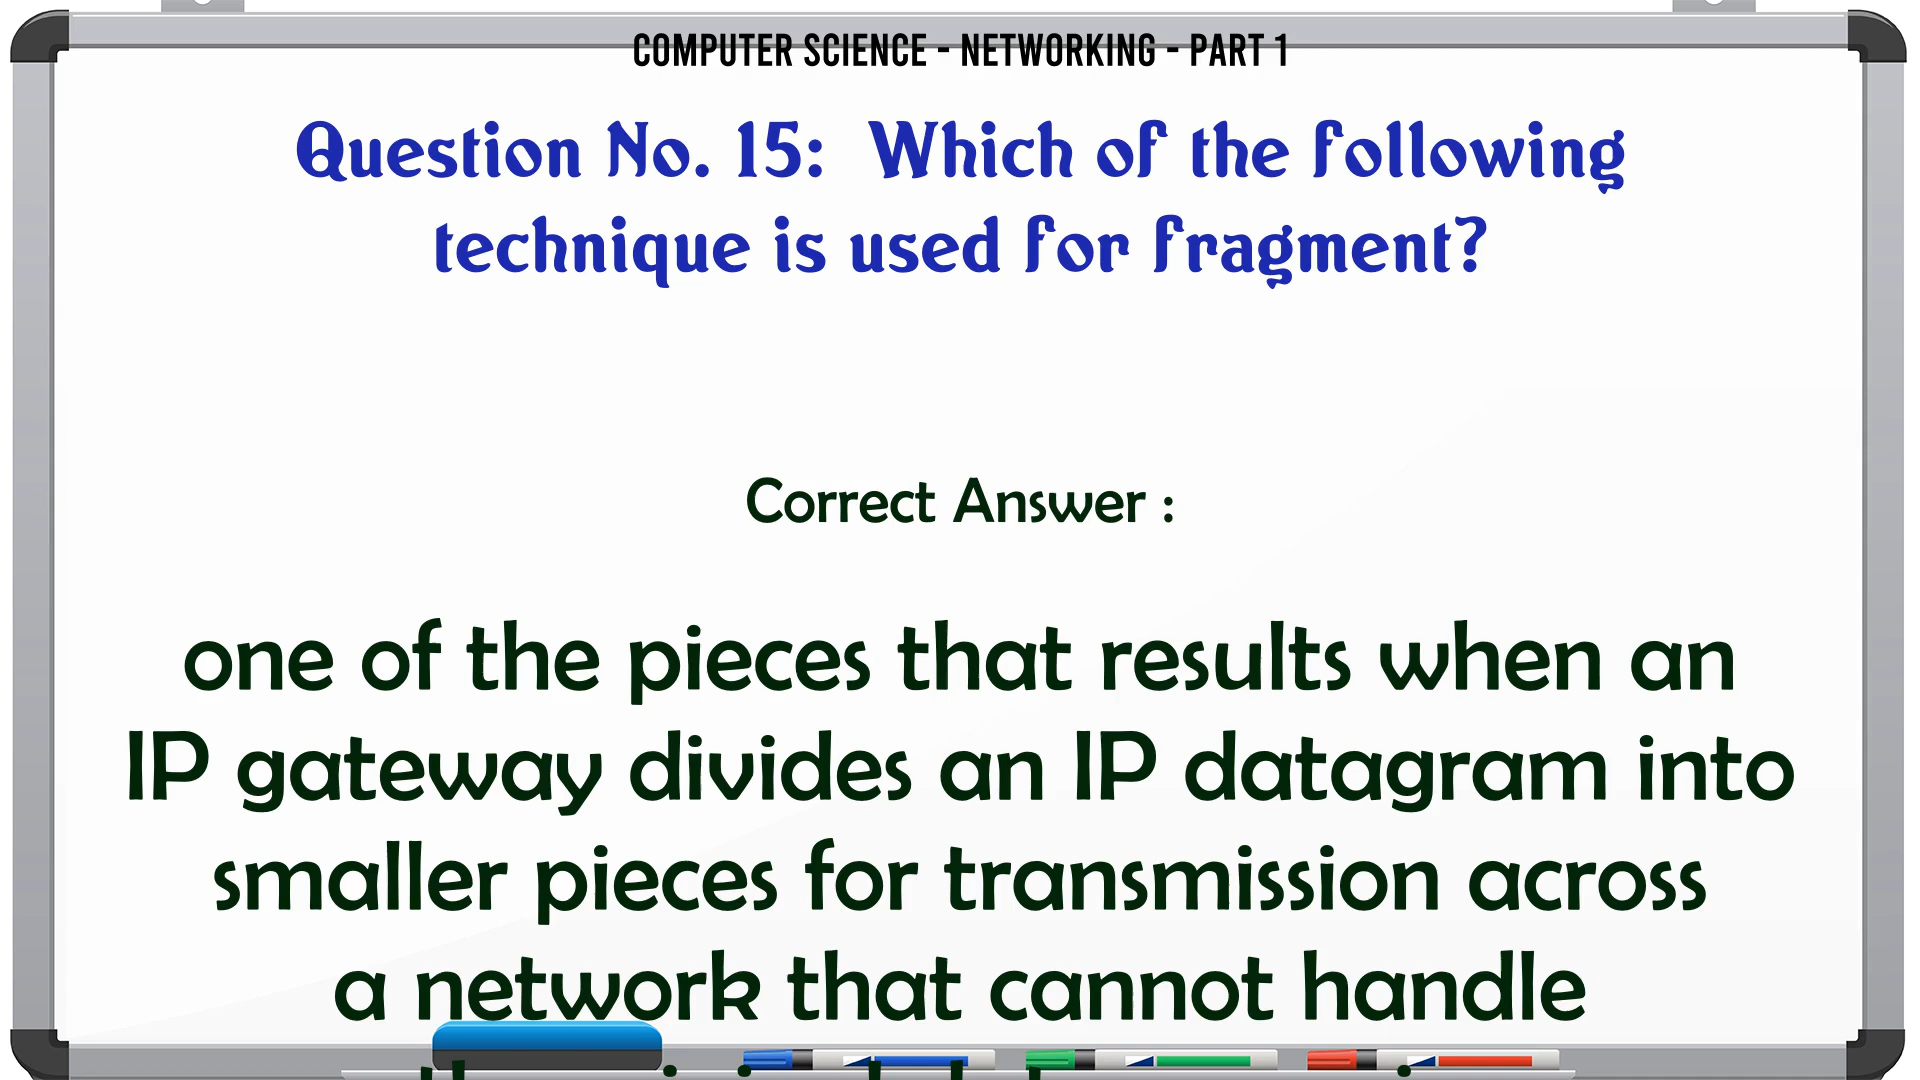 COMPUTER SCIENCE - NETWORKING - PART 1
Question No. 15: Which of the following
technique is used for fragment?
Correct Answer :
one of the pieces that results when an
IP gateway divides an IP datagram into
smaller pieces for transmission across
a network that cannot handle